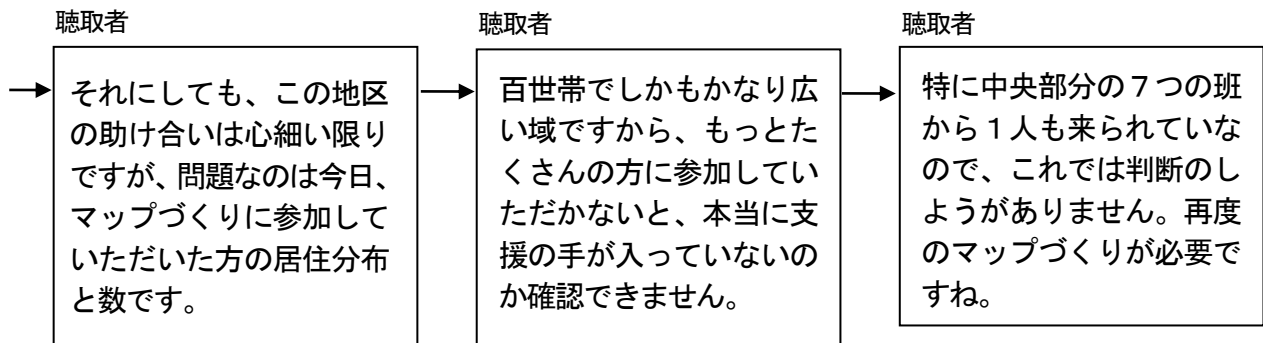 聴取者
それにしても、この地区
の助け合いは心細い限り
ですが、問題なのは今日、
マップづくりに参加して
いただいた方の居住分布
と数です。
聴取者
百世帯でしかもかなり広
い域ですから、もっとた
くさんの方に参加してい
ただかないと、本当に支
援の手が入っていないの
か確認できません。
聴取者
特に中央部分の７つの班
から１人も来られていな
ので、これでは判断のし
ようがありません。再度
のマップづくりが必要で
すね。